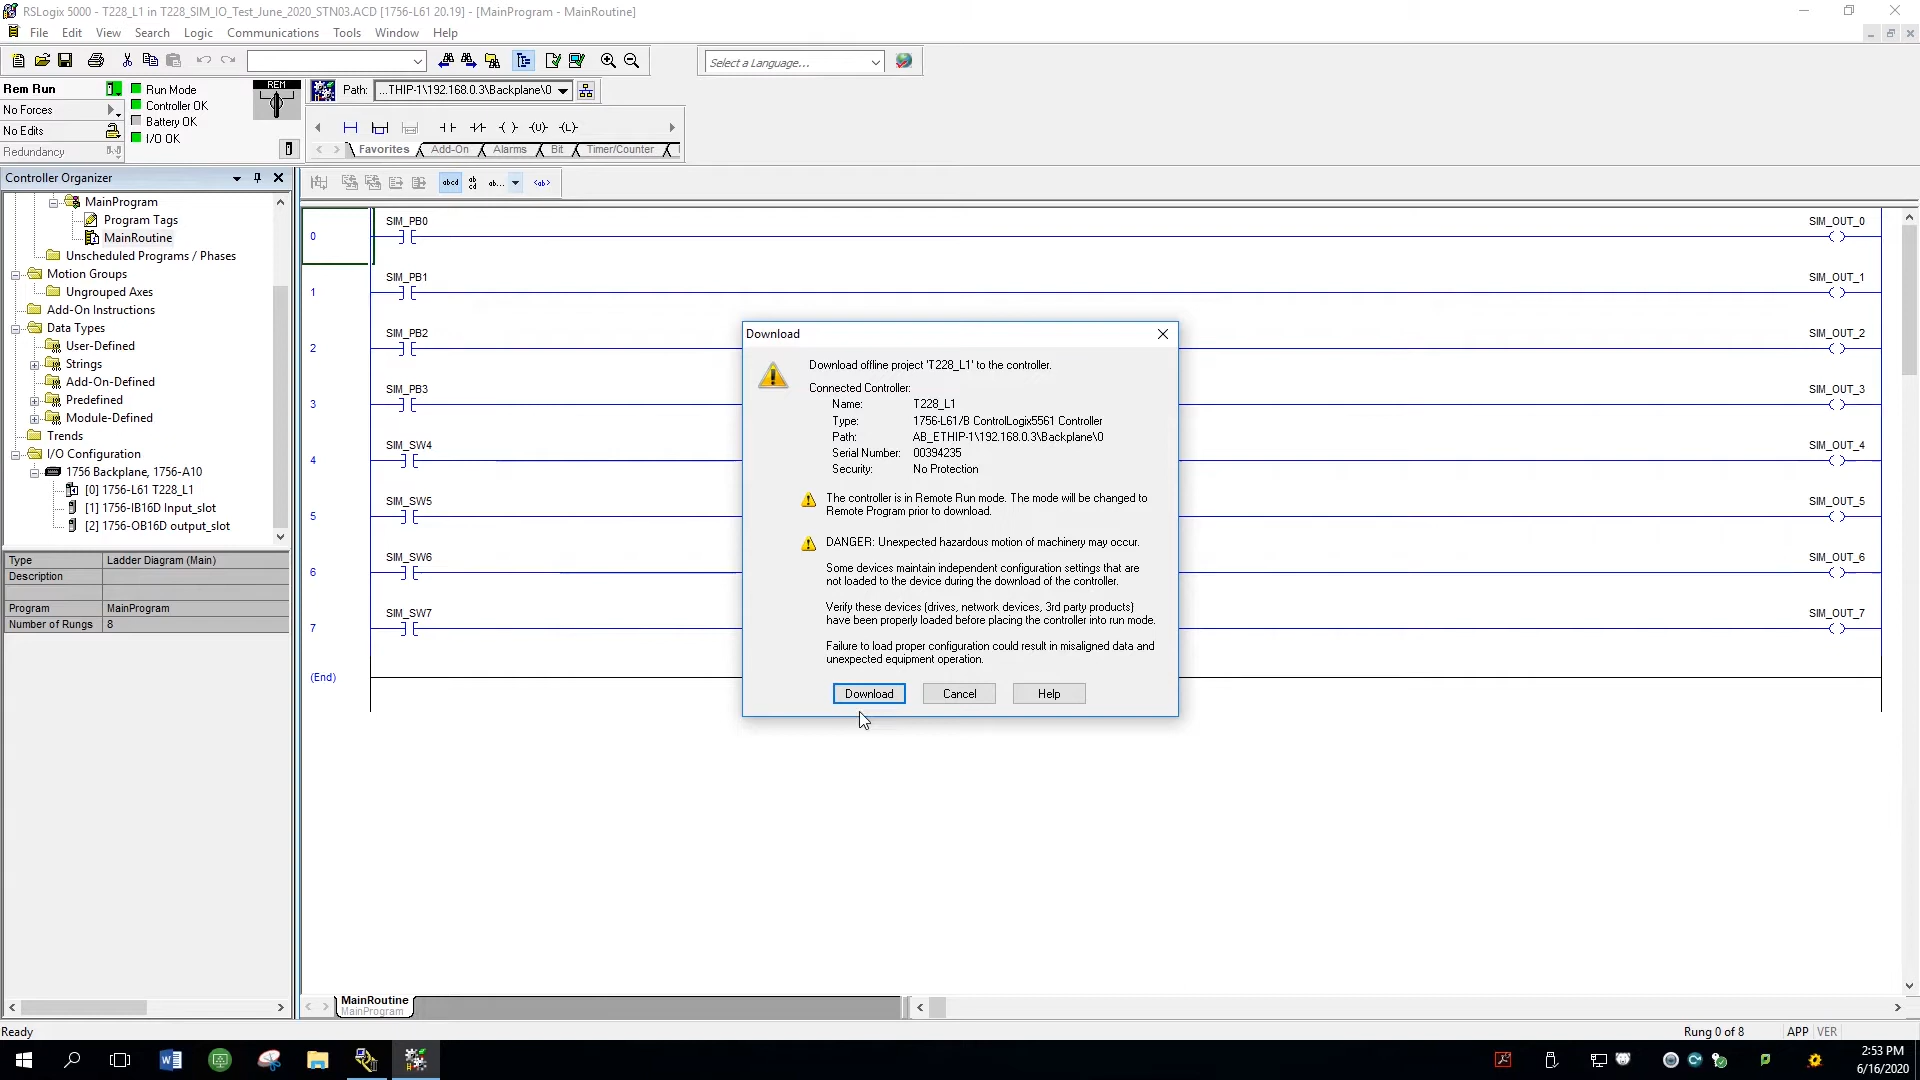 RSLogix 5000 - T228_L1 in T228_SIM_IO_Test_June_2020_STN03.ACD [1756-L61 20.19] - [MainProgram - MainRoutine]
File Edit View Search Logic Communications Tools Window Help
Select a Language...
Rem Run
No Forces
No Edits
Redundancy
Run Mode
Controller OK
Battery OK
I/O OK
REM
Path: ...THIP-1\192.168.0.3\Backplane\0
Favorites Add-On Alarms Bit Timer/Counter
Controller Organizer
MainProgram
Program Tags
MainRoutine
Unscheduled Programs / Phases
Motion Groups
Ungrouped Axes
Add-On Instructions
Data Types
User-Defined
Strings
Add-On-Defined
Predefined
Module-Defined
Trends
I/O Configuration
1756 Backplane, 1756-A10
[0] 1756-L61 T228_L1
[1] 1756-IB16D Input_slot
[2] 1756-OB16D output_slot
Type Ladder Diagram (Main)
Description
Program MainProgram
Number of Rungs 8
0 SIM_PB0 SIM_OUT_0
1 SIM_PB1 SIM_OUT_1
2 SIM_PB2 SIM_OUT_2
3 SIM_PB3 SIM_OUT_3
4 SIM_SW4 SIM_OUT_4
5 SIM_SW5 SIM_OUT_5
6 SIM_SW6 SIM_OUT_6
7 SIM_SW7 SIM_OUT_7
(End)
Download
Download offline project 'T228_L1' to the controller.
Connected Controller:
Name: T228_L1
Type: 1756-L61/B ControlLogix5561 Controller
Path: AB_ETHIP-1\192.168.0.3\Backplane\0
Serial Number: 00394235
Security: No Protection
The controller is in Remote Run mode. The mode will be changed to
Remote Program prior to download.
DANGER: Unexpected hazardous motion of machinery may occur.
Some devices maintain independent configuration settings that are
not loaded to the device during the download of the controller.
Verify these devices (drives, network devices, 3rd party products)
have been properly loaded before placing the controller into run mode.
Failure to load proper configuration could result in misaligned data and
unexpected equipment operation.
Download Cancel Help
MainRoutine
MainProgram
Ready
Rung 0 of 8 APP VER
2:53 PM
6/16/2020